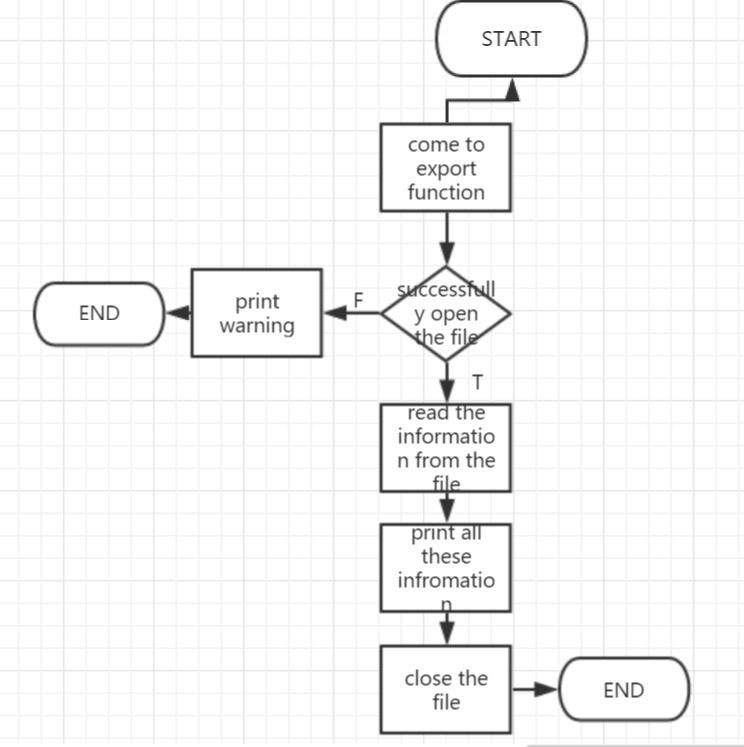 START
come to
export
function
successfull
y open
the file
F
print
warning
END
T
read the
informatio
n from the
file
print all
these
infromatio
n
close the
file
END